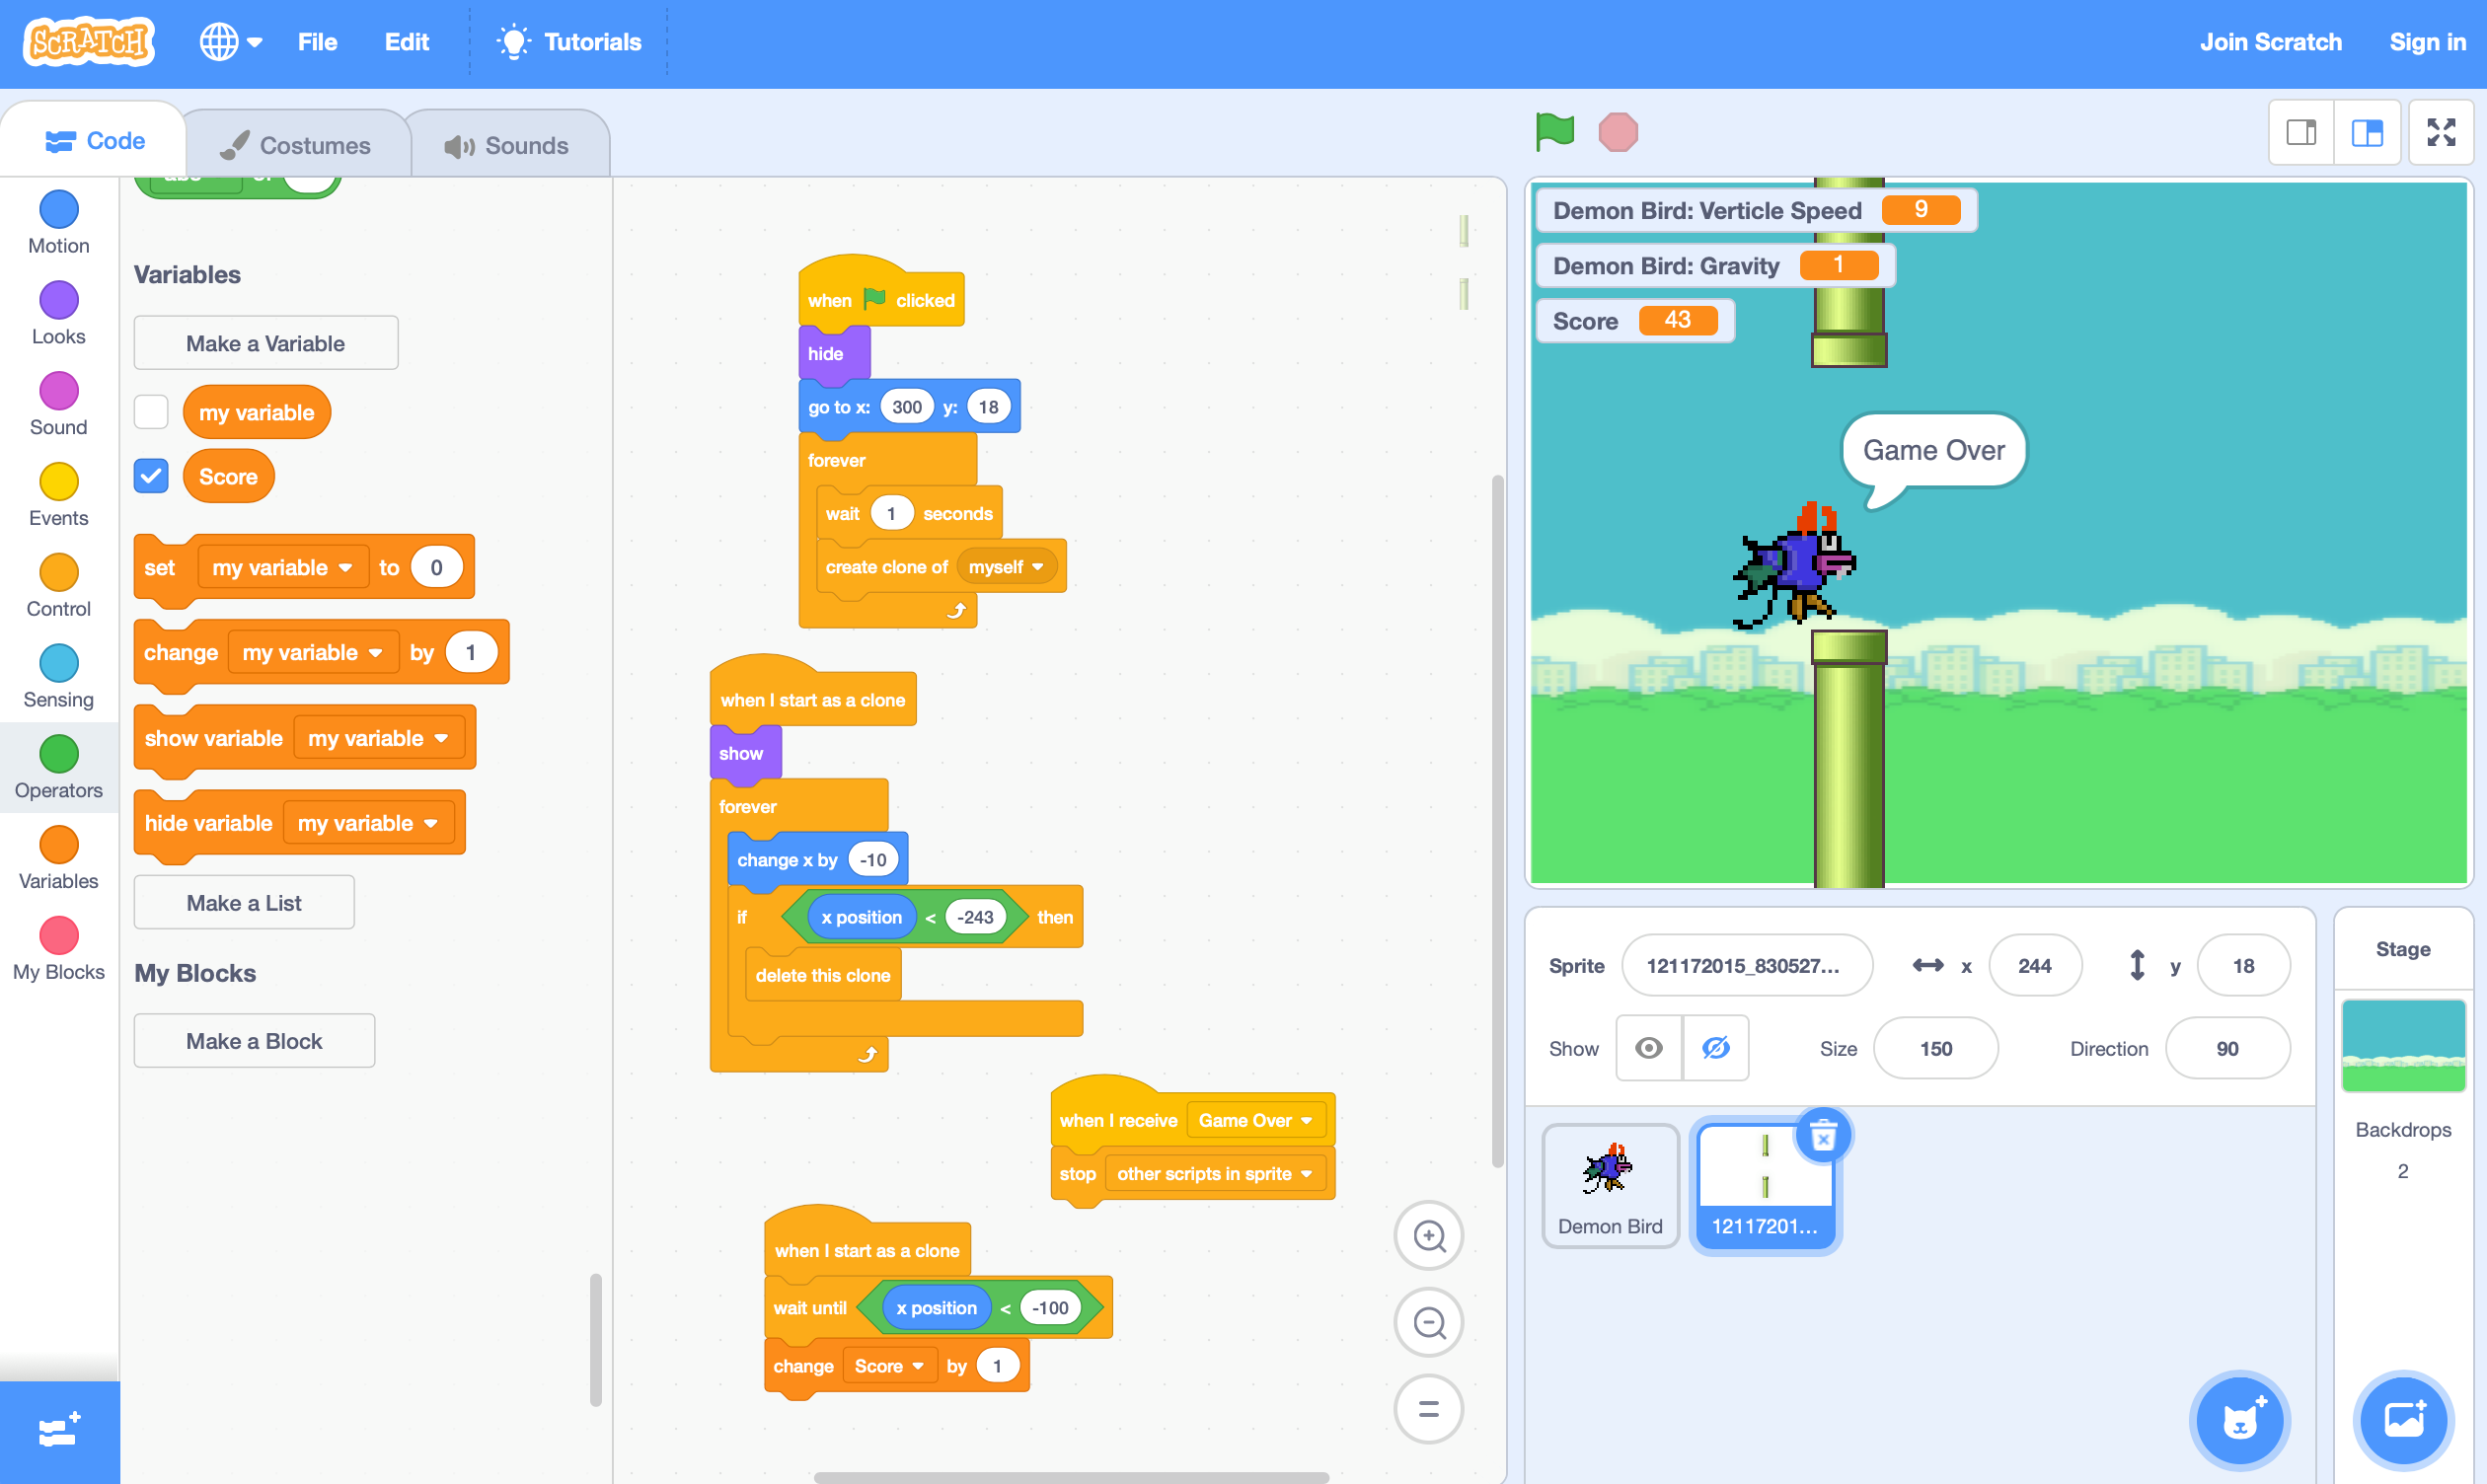 SCRATCH
File
Edit
Tutorials
Join Scratch
Sign in
Code
Costumes
Sounds
Motion
Looks
Sound
Events
Control
Sensing
Operators
Variables
My Blocks
Variables
Make a Variable
my variable
Score
set my variable to 0
change my variable by 1
show variable my variable
hide variable my variable
Make a List
My Blocks
Make a Block
when clicked
hide
go to x: 300 y: 18
forever
wait 1 seconds
create clone of myself
when I start as a clone
show
forever
change x by -10
if x position < -243 then
delete this clone
when I receive Game Over
stop other scripts in sprite
when I start as a clone
wait until x position < -100
change Score by 1
Demon Bird: Verticle Speed 9
Demon Bird: Gravity 1
Score 43
Game Over
Sprite 121172015_830527... x 244 y 18
Show Size 150 Direction 90
Demon Bird
12117201...
Stage
Backdrops
2